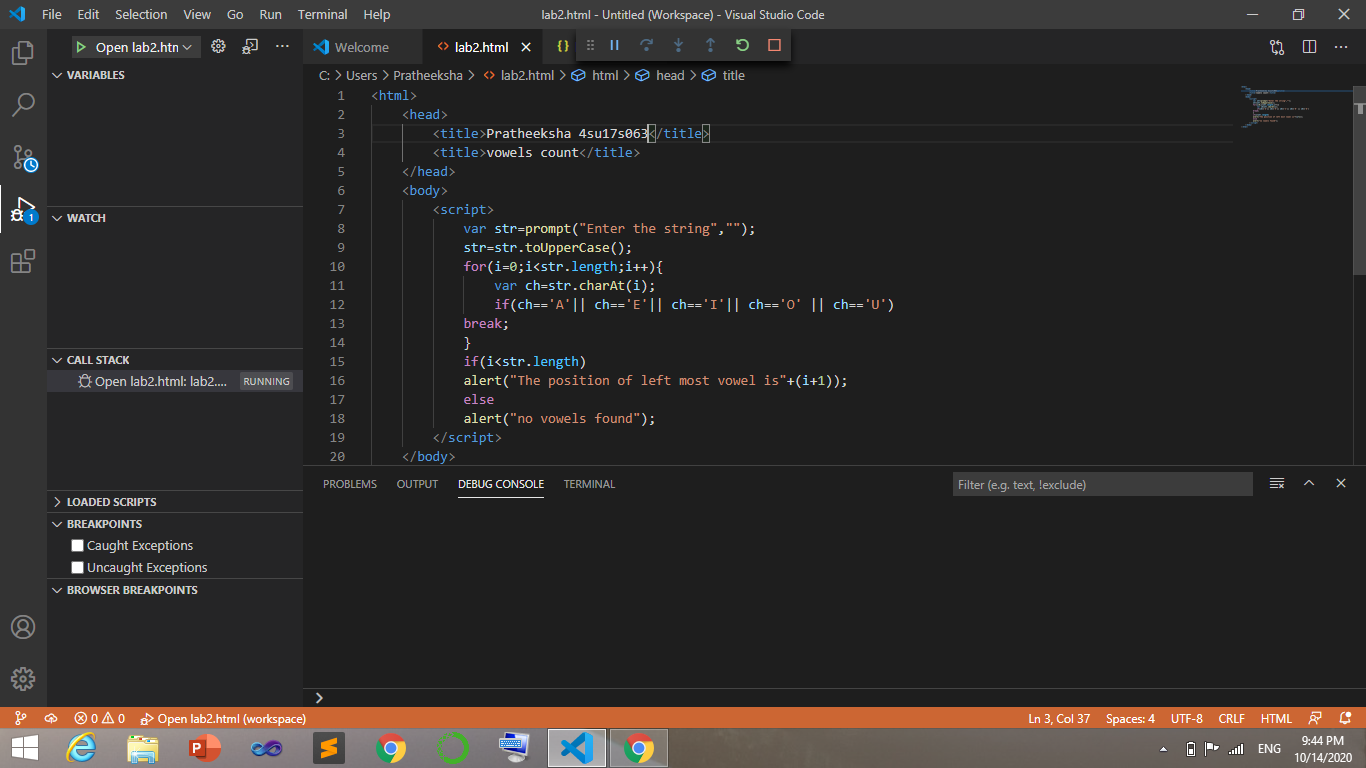 File Edit Selection View Go Run Terminal Help lab2.html - Untitled (Workspace) - Visual Studio Code
Open lab2.htn Welcome lab2.html {}
C: > Users > Pratheeksha > lab2.html > html > head > title
VARIABLES
WATCH
CALL STACK
Open lab2.html: lab2.... RUNNING
LOADED SCRIPTS
BREAKPOINTS
Caught Exceptions
Uncaught Exceptions
BROWSER BREAKPOINTS
1 <html>
2 <head>
3 <title>Pratheeksha 4su17s063</title>
4 <title>vowels count</title>
5 </head>
6 <body>
7 <script>
8 var str=prompt("Enter the string","");
9 str=str.toUpperCase();
10 for(i=0;i<str.length;i++){
11 var ch=str.charAt(i);
12 if(ch=='A'|| ch=='E'|| ch=='I'|| ch=='O' || ch=='U')
13 break;
14 }
15 if(i<str.length)
16 alert("The position of left most vowel is"+(i+1));
17 else
18 alert("no vowels found");
19 </script>
20 </body>
PROBLEMS OUTPUT DEBUG CONSOLE TERMINAL Filter (e.g. text, !exclude)
1
0 0 Open lab2.html (workspace) Ln 3, Col 37 Spaces: 4 UTF-8 CRLF HTML
ENG 9:44 PM
10/14/2020